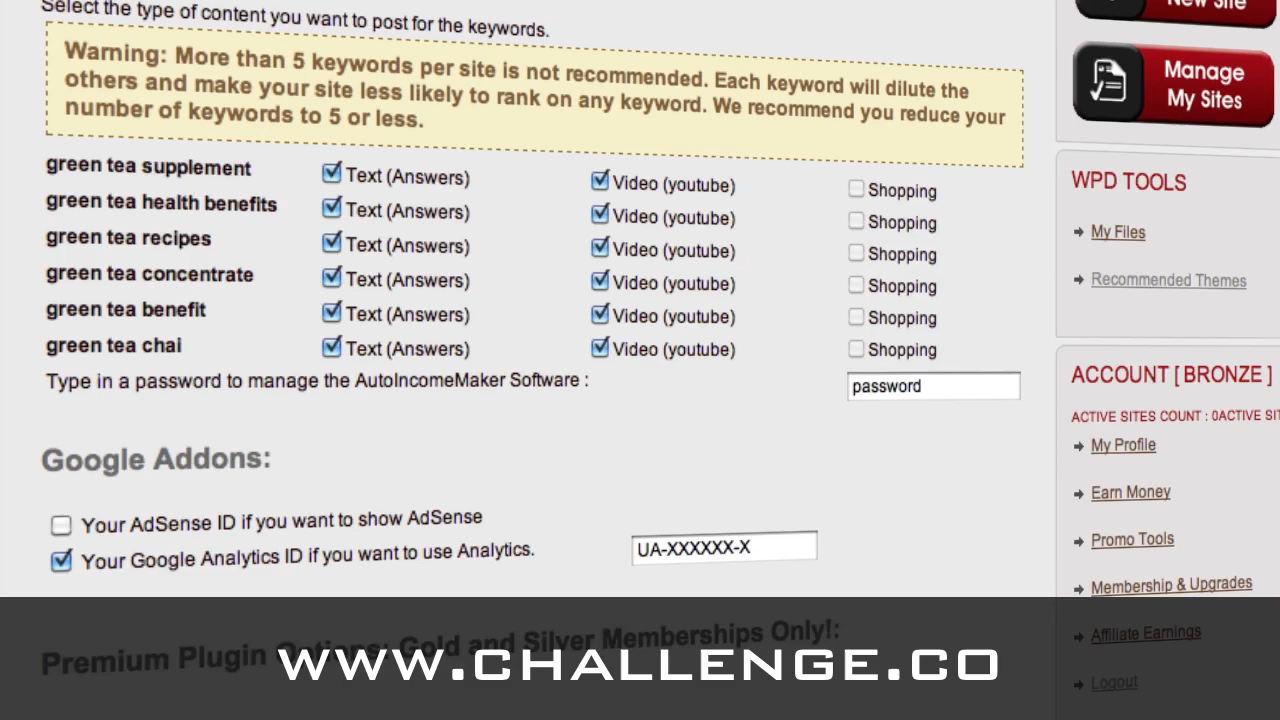 Select the type of content you want to post for the keywords.
Warning: More than 5 keywords per site is not recommended. Each keyword will dilute the
others and make your site less likely to rank on any keyword. We recommend you reduce your
number of keywords to 5 or less.
green tea supplement Text (Answers) Video (youtube) Shopping
green tea health benefits Text (Answers) Video (youtube) Shopping
green tea recipes Text (Answers) Video (youtube) Shopping
green tea concentrate Text (Answers) Video (youtube) Shopping
green tea benefit Text (Answers) Video (youtube) Shopping
green tea chai Text (Answers) Video (youtube) Shopping
Type in a password to manage the AutoIncomeMaker Software : password
Google Addons:
Your AdSense ID if you want to show AdSense
Your Google Analytics ID if you want to use Analytics. UA-XXXXXX-X
Premium Plugin Options: Gold and Silver Memberships Only!:
New Site
Manage
My Sites
WPD TOOLS
My Files
Recommended Themes
ACCOUNT [ BRONZE ]
ACTIVE SITES COUNT : 0ACTIVE SIT
My Profile
Earn Money
Promo Tools
Membership & Upgrades
Affiliate Earnings
Logout
WWW.CHALLENGE.CO